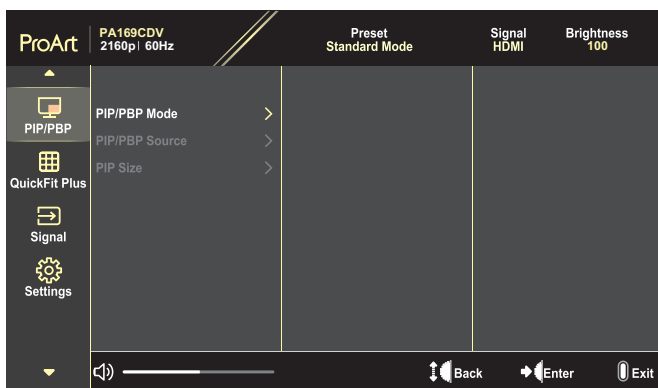 ProArt
PA169CDV
2160p| 60Hz
Preset
Standard Mode
Signal
HDMI
Brightness
100
PIP/PBP
QuickFit Plus
Signal
Settings
PIP/PBP Mode
PIP/PBP Source
PIP Size
Back
Enter
Exit